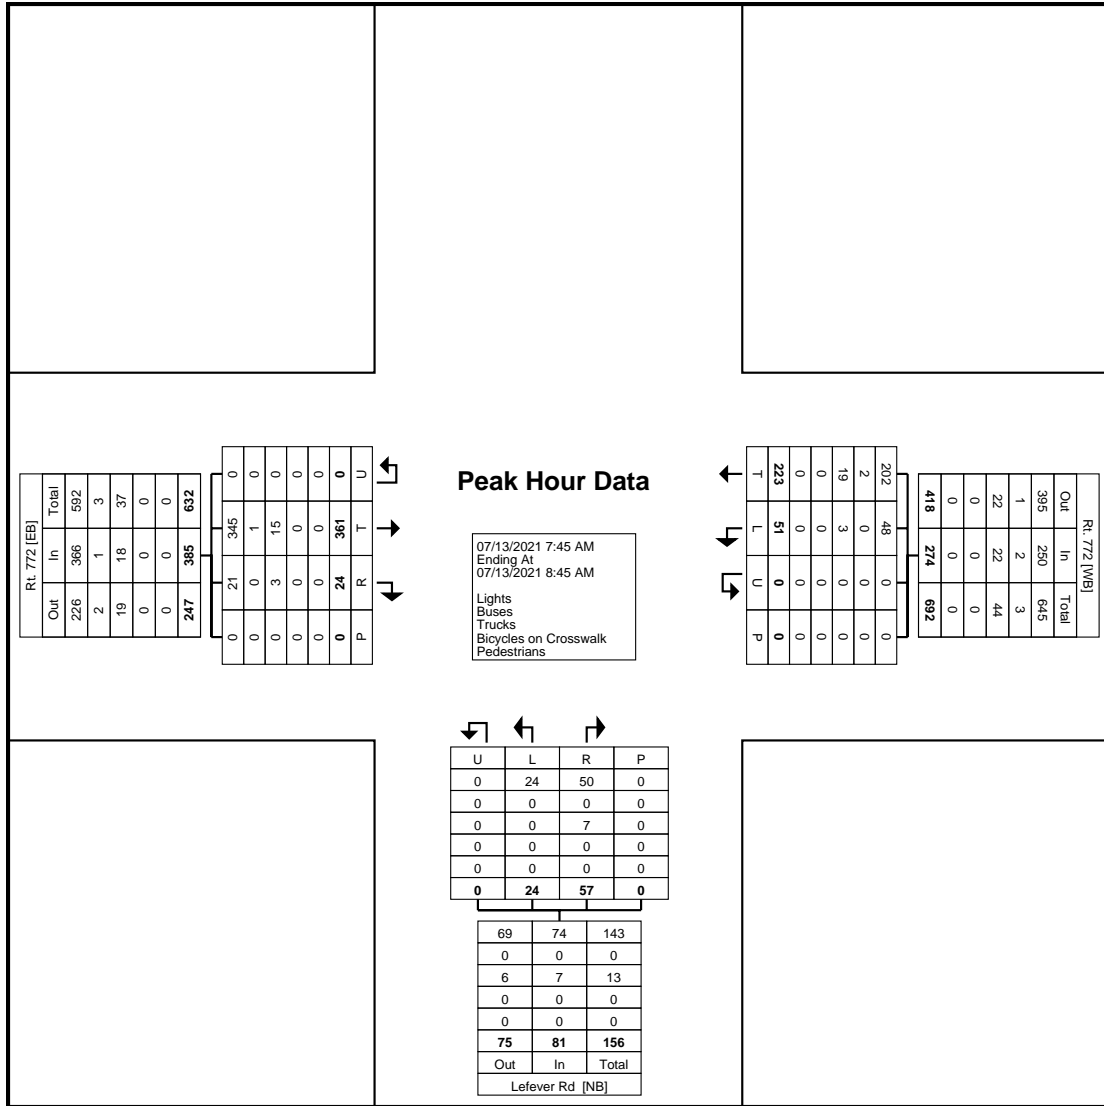 Peak Hour Data
07/13/2021 7:45 AM
Ending At
07/13/2021 8:45 AM
Lights
Buses
Trucks
Bicycles on Crosswalk
Pedestrians
Rt. 772 [EB]
Total In Out
592 366 226
3 1 2
37 18 19
0 0 0
0 0 0
632 385 247
0 345 21 0
0 1 0 0
0 15 3 0
0 0 0 0
0 0 0 0
0 361 24 0
U T R P
Rt. 772 [WB]
Out In Total
395 250 645
1 2 3
22 22 44
0 0 0
0 0 0
418 274 692
202 48 0 0
2 0 0 0
19 3 0 0
0 0 0 0
0 0 0 0
223 51 0 0
T L U P
U L R P
0 24 50 0
0 0 0 0
0 0 7 0
0 0 0 0
0 0 0 0
0 24 57 0
69 74 143
0 0 0
6 7 13
0 0 0
0 0 0
75 81 156
Out In Total
Lefever Rd [NB]